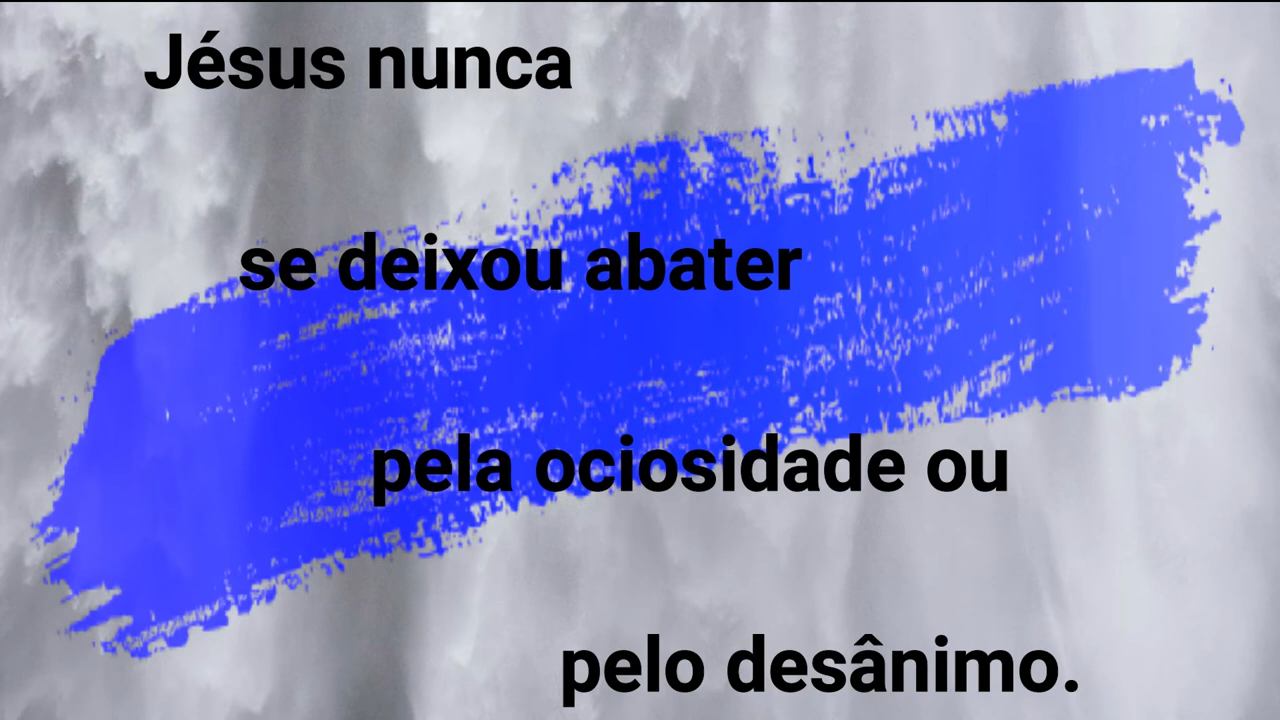 Jésus nunca
se deixou abater
pela ociosidade ou
pelo desânimo.